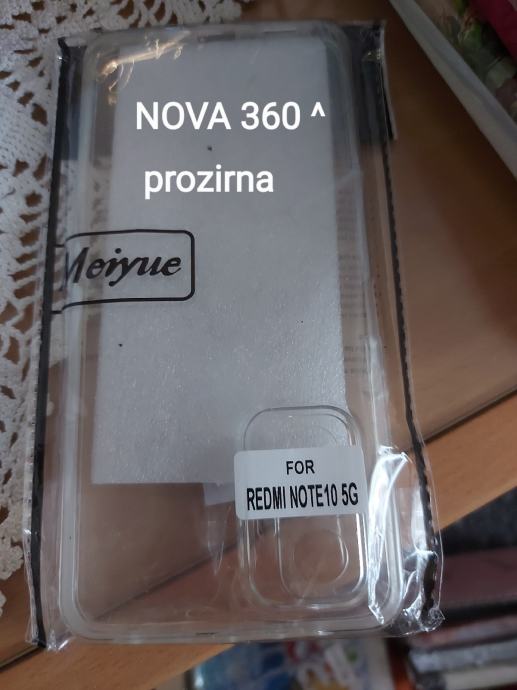 NOVA 360 ^
prozirna
Meiyue
FOR
REDMI NOTE10 5G